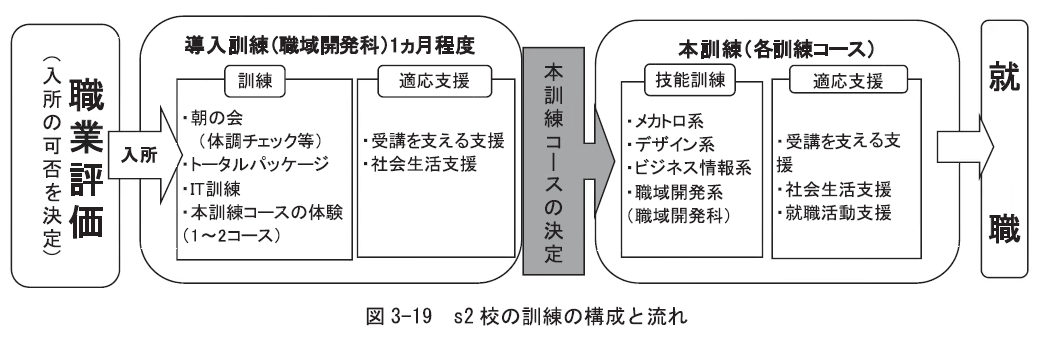 職業評価
（入所の可否を決定）
入所
導入訓練（職域開発科）１ヵ月程度
訓練
・朝の会
（体調チェック等）
・トータルパッケージ
・IT訓練
・本訓練コースの体験
（１～２コース）
適応支援
・受講を支える支援
・社会生活支援
本訓練コースの決定
本訓練（各訓練コース）
技能訓練
・メカトロ系
・デザイン系
・ビジネス情報系
・職域開発系
（職域開発科）
適応支援
・受講を支える支
援
・社会生活支援
・就職活動支援
就職
図 3-19　s2 校の訓練の構成と流れ